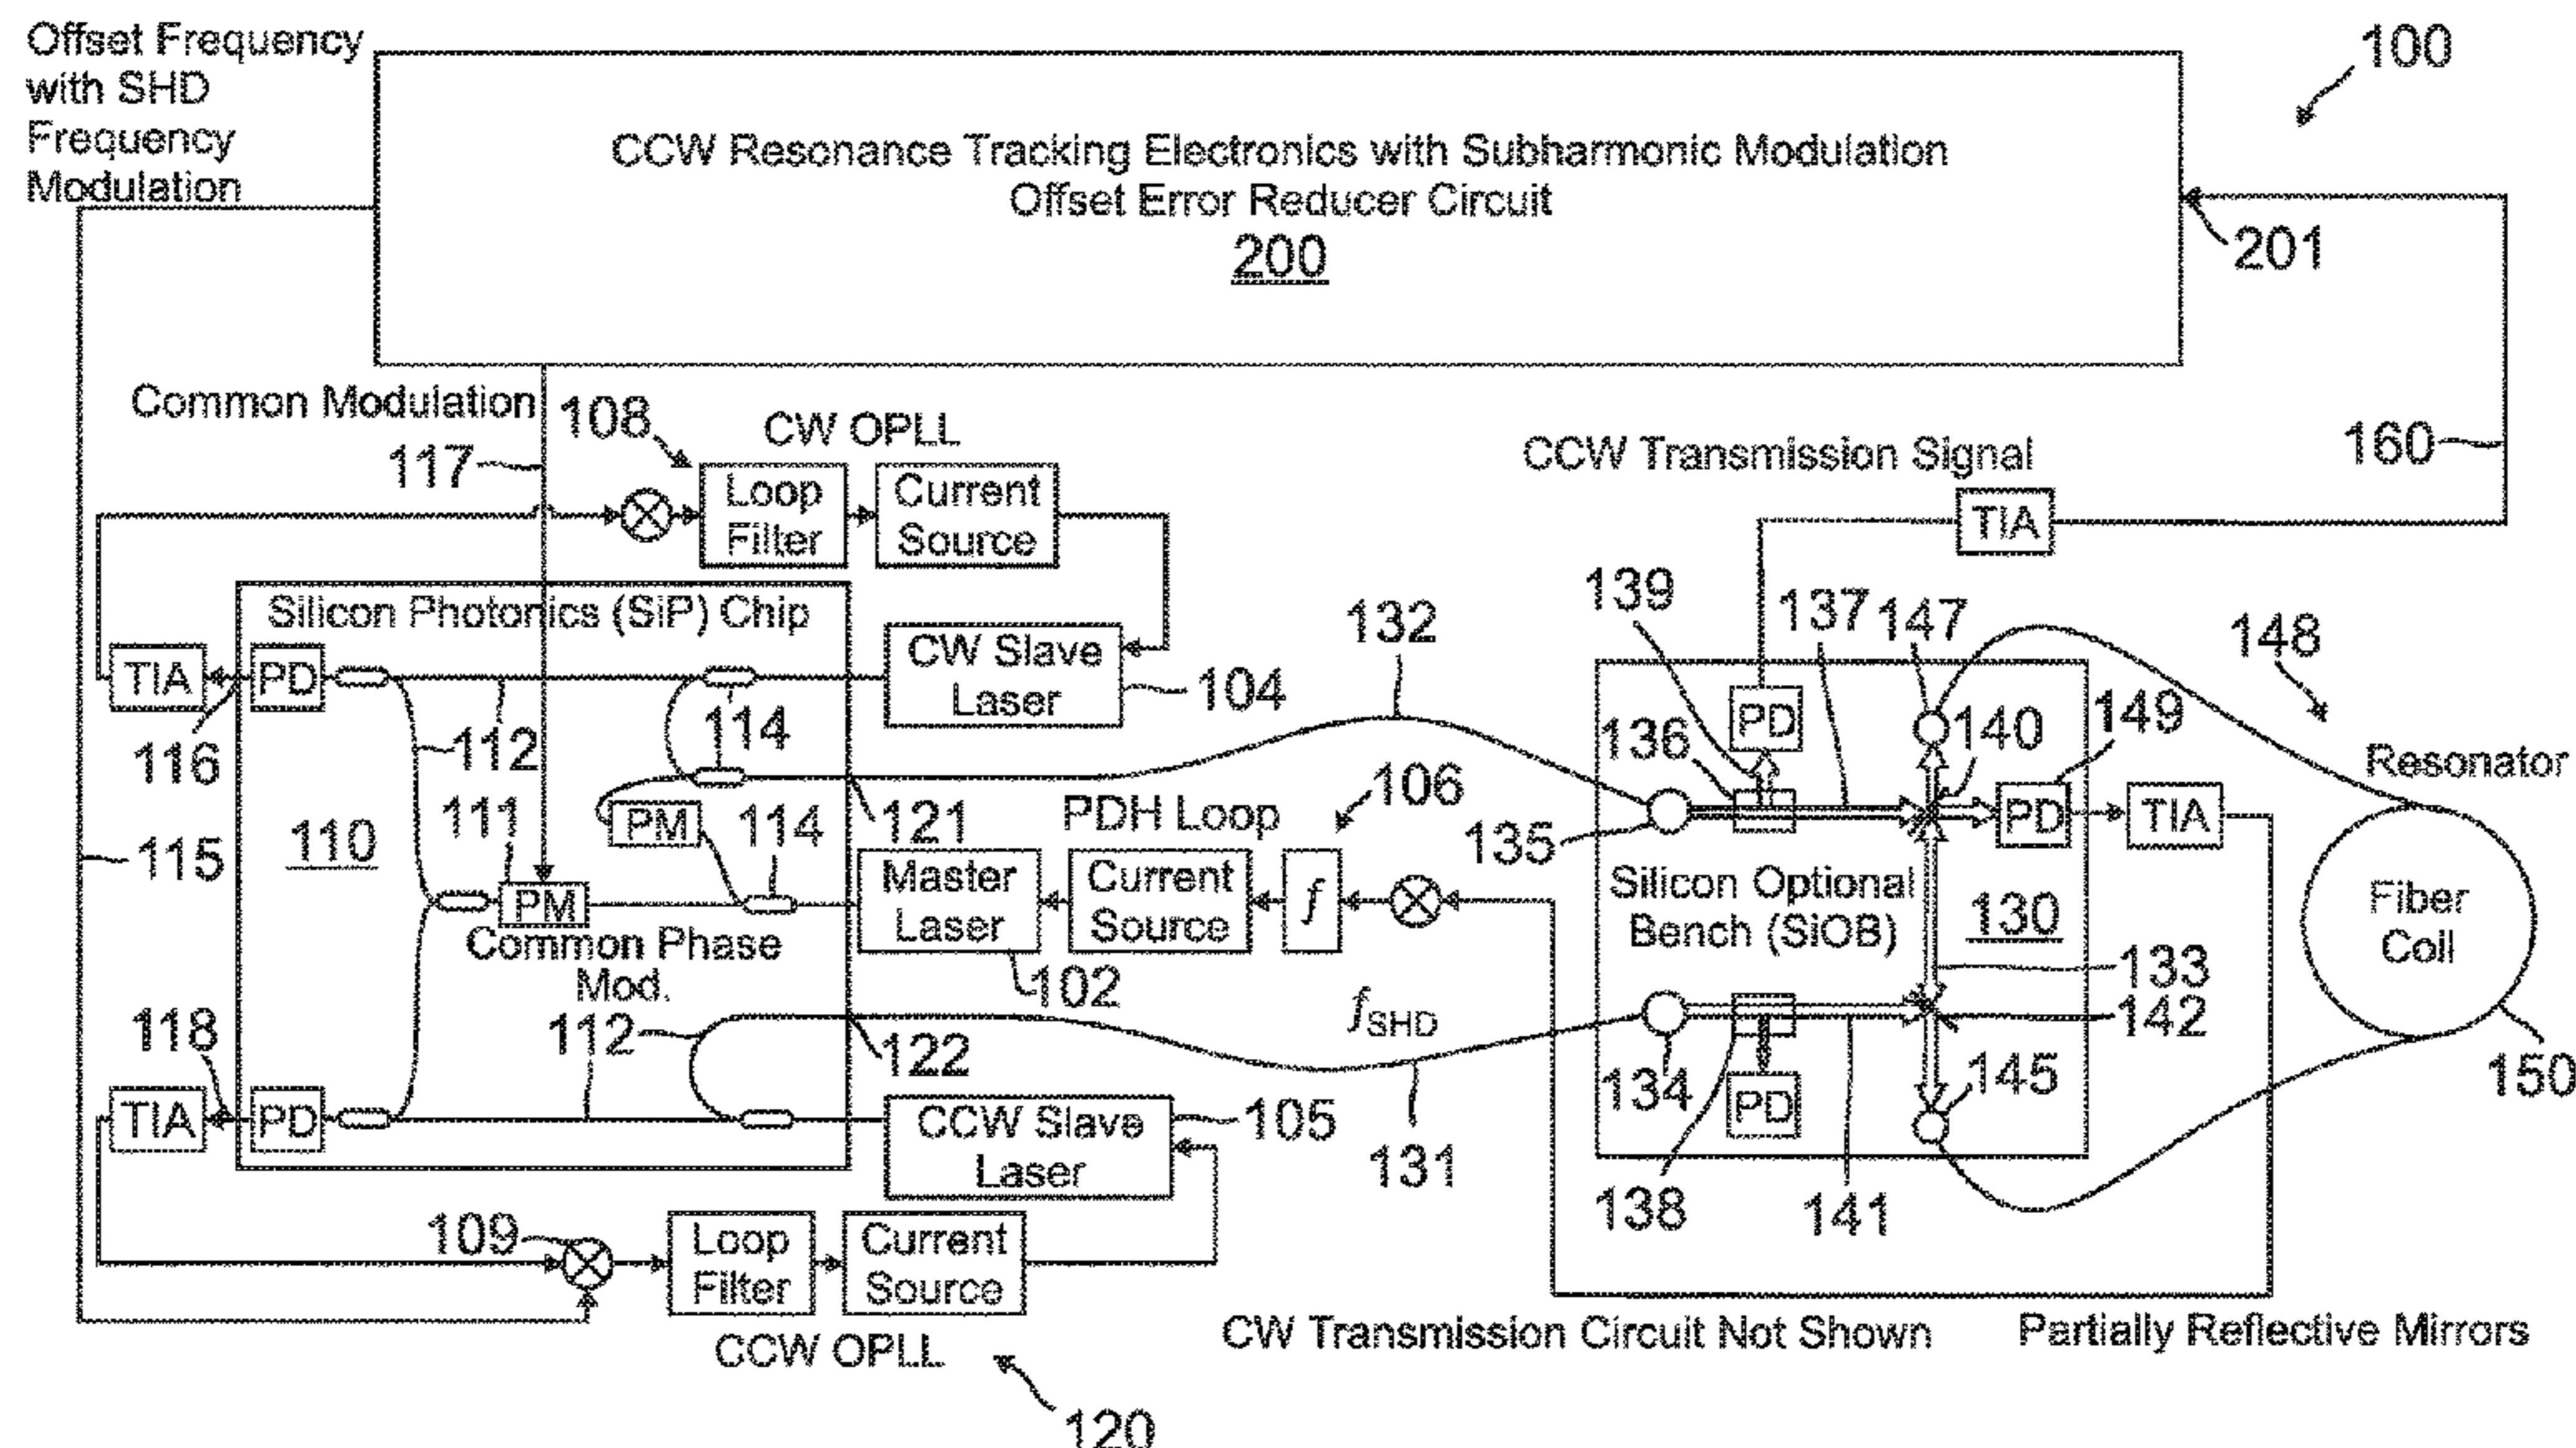 Offset Frequency
with SHD
Frequency
Modulation
100
CCW Resonance Tracking Electronics with Subharmonic Modulation
Offset Error Reducer Circuit
200
201
Common Modulation
117
108
CW OPLL
Loop
Filter
Current
Source
CCW Transmission Signal
TIA
160
Silicon Photonics (SiP) Chip
TIA
PD
116
112
114
CW Slave
Laser
104
132
139
137
147
148
PD
136
140
149
Resonator
115
110
111
PM
114
121
PDH Loop
106
135
PD
TIA
PM
Common Phase
Mod.
Master
Laser
102
Current
Source
f
Silicon Optional
Bench (SiOB)
130
133
Fiber
Coil
150
118
112
122
fSHD
142
TIA
PD
134
PD
145
CCW Slave
Laser
105
131
138
141
109
Loop
Filter
Current
Source
CCW OPLL
120
CW Transmission Circuit Not Shown
Partially Reflective Mirrors